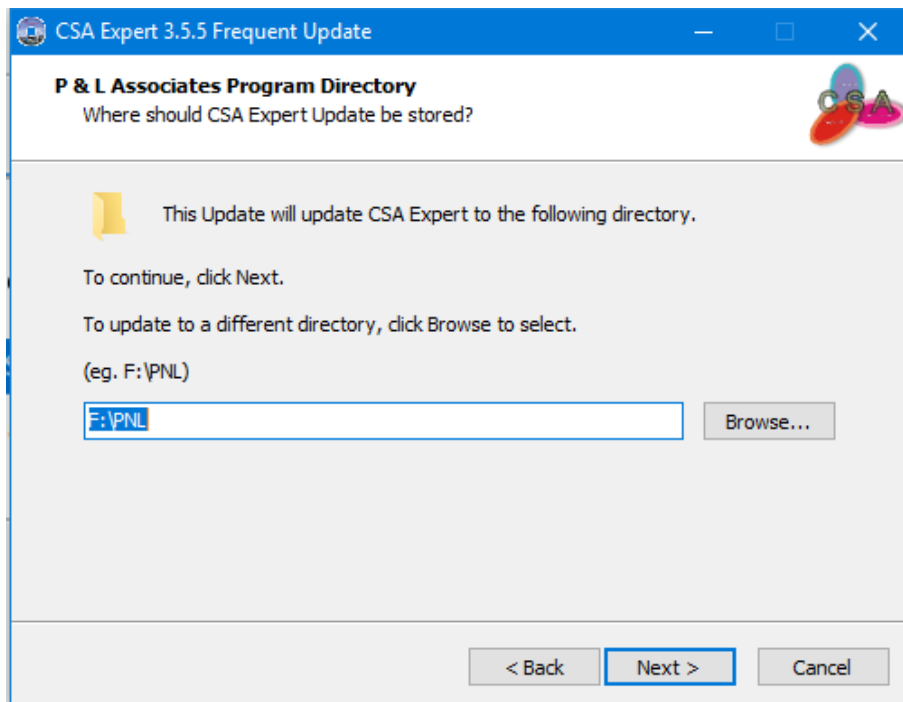 CSA Expert 3.5.5 Frequent Update
P & L Associates Program Directory
Where should CSA Expert Update be stored?
CSA
This Update will update CSA Expert to the following directory.
To continue, click Next.
To update to a different directory, click Browse to select.
(eg. F:\PNL)
F:\PNL
Browse...
< Back
Next >
Cancel